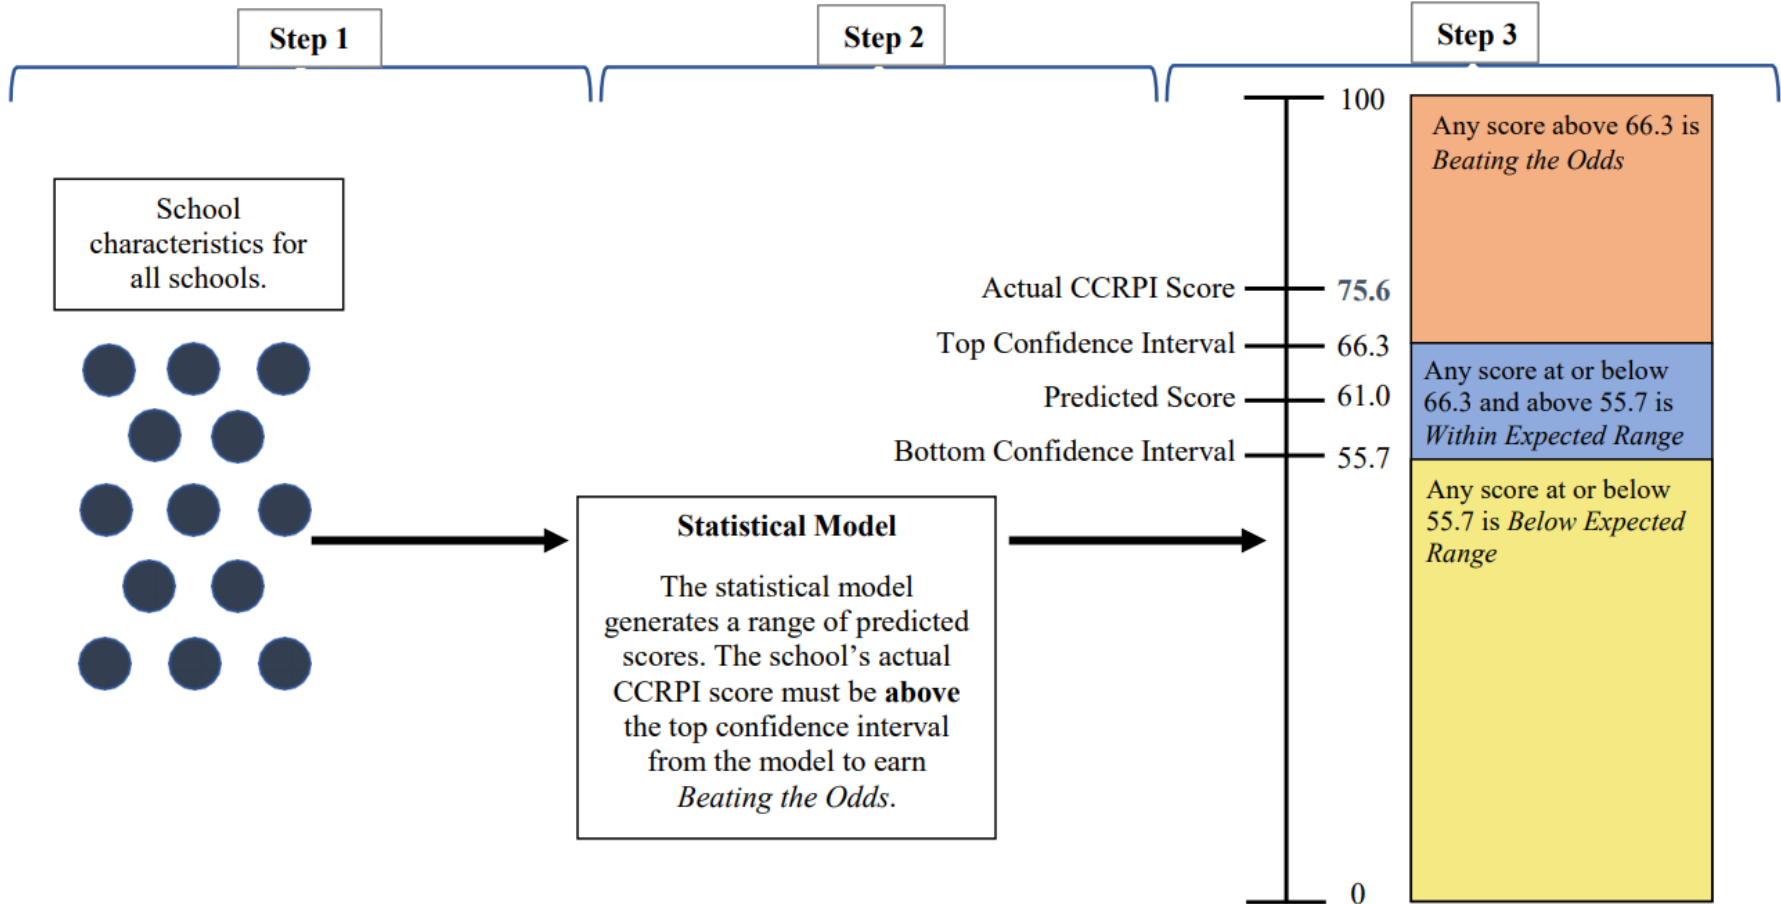 Step 1
Step 2
Step 3
School
characteristics for
all schools.
Statistical Model
The statistical model
generates a range of predicted
scores. The school’s actual
CCRPI score must be above
the top confidence interval
from the model to earn
Beating the Odds.
100
Actual CCRPI Score 75.6
Top Confidence Interval 66.3
Predicted Score 61.0
Bottom Confidence Interval 55.7
0
Any score above 66.3 is
Beating the Odds
Any score at or below
66.3 and above 55.7 is
Within Expected Range
Any score at or below
55.7 is Below Expected
Range